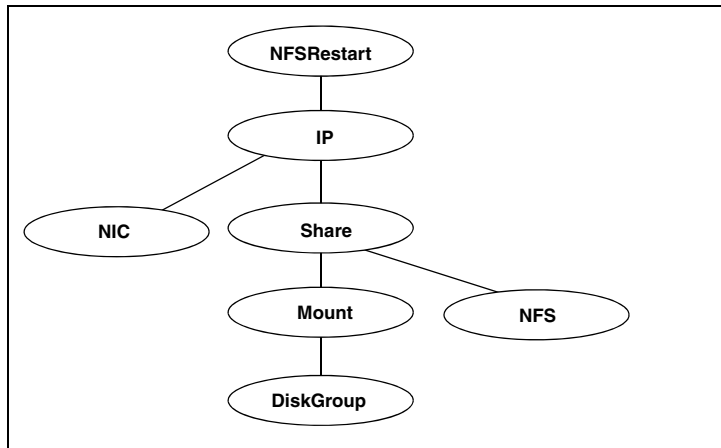 NFSRestart
IP
NIC
Share
Mount
NFS
DiskGroup